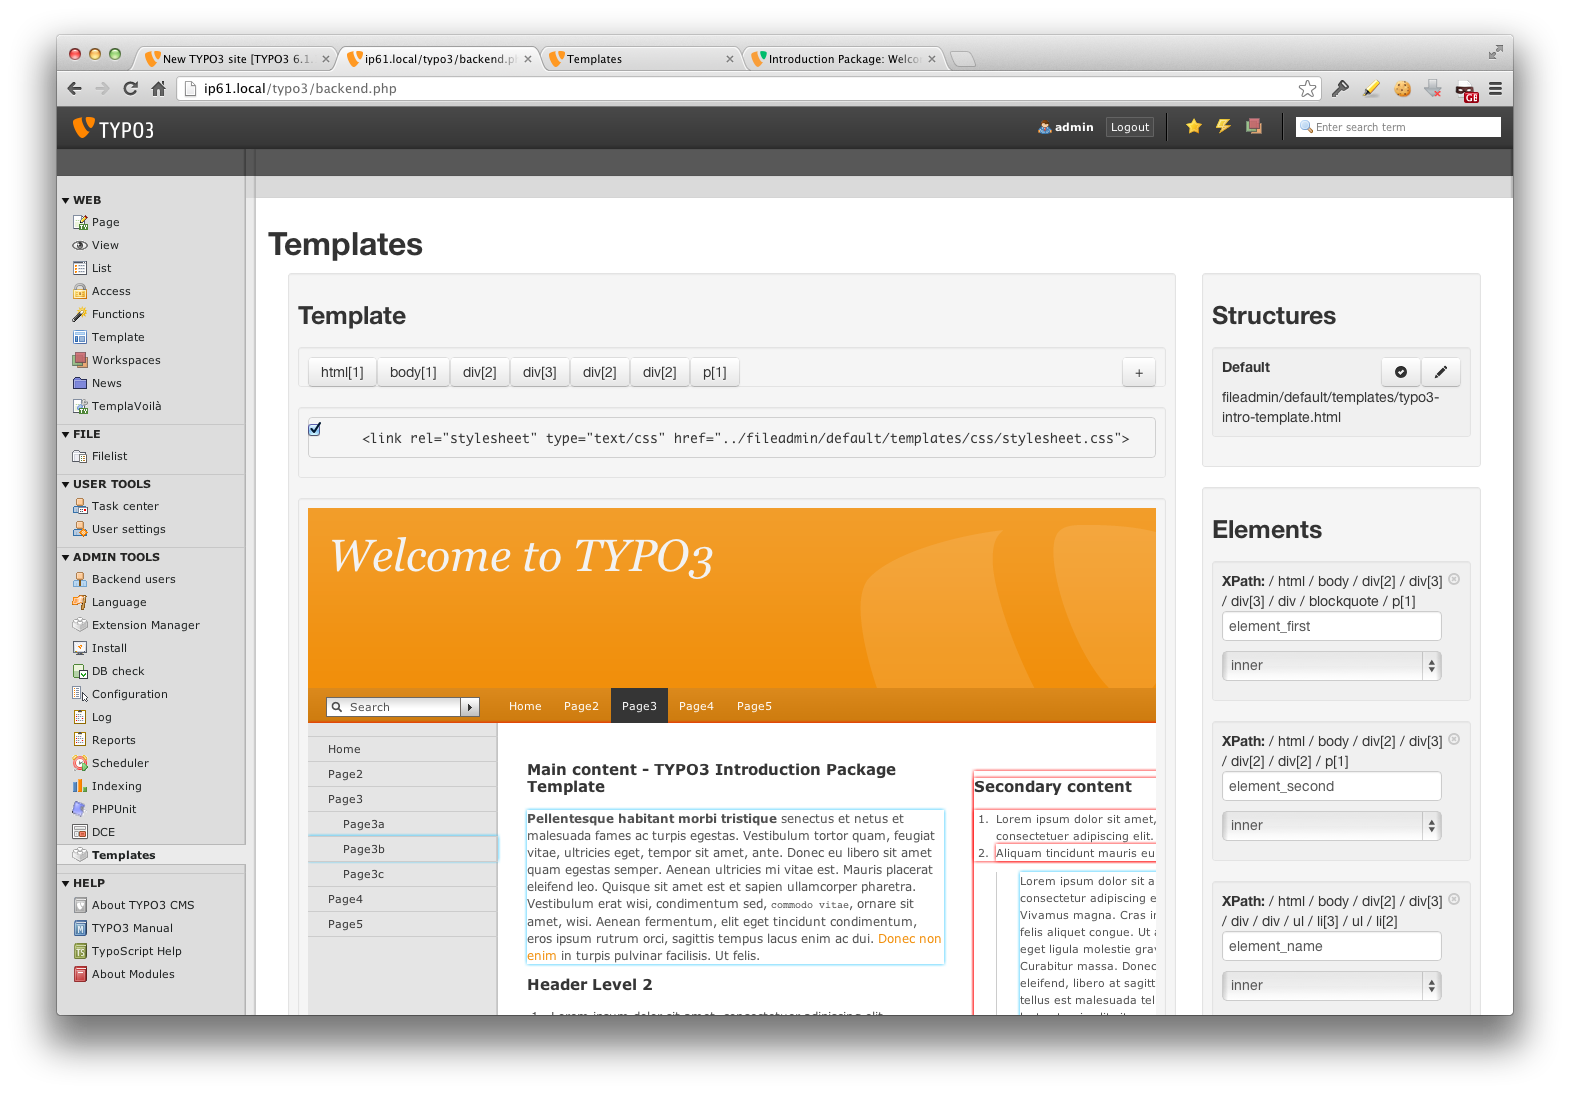 New TYPO3 site [TYPO3 6.1.
ip61.local/typo3/backend.p
Templates
Introduction Package: Welco
ip61.local/typo3/backend.php
GB
TYPO3
admin
Logout
Enter search term
WEB
Page
View
List
Access
Functions
Template
Workspaces
News
TemplaVoilà
FILE
Filelist
USER TOOLS
Task center
User settings
ADMIN TOOLS
Backend users
Language
Extension Manager
Install
DB check
Configuration
Log
Reports
Scheduler
Indexing
PHPUnit
DCE
Templates
HELP
About TYPO3 CMS
TYPO3 Manual
TypoScript Help
About Modules
Templates
Template
html[1] body[1] div[2] div[3] div[2] div[2] p[1] +
<link rel="stylesheet" type="text/css" href="../fileadmin/default/templates/css/stylesheet.css">
Welcome to TYPO3
Search
Home Page2 Page3 Page4 Page5
Home
Page2
Page3
Page3a
Page3b
Page3c
Page4
Page5
Main content - TYPO3 Introduction Package
Template
Pellentesque habitant morbi tristique senectus et netus et
malesuada fames ac turpis egestas. Vestibulum tortor quam, feugiat
vitae, ultricies eget, tempor sit amet, ante. Donec eu libero sit amet
quam egestas semper. Aenean ultricies mi vitae est. Mauris placerat
eleifend leo. Quisque sit amet est et sapien ullamcorper pharetra.
Vestibulum erat wisi, condimentum sed, commodo vitae, ornare sit
amet, wisi. Aenean fermentum, elit eget tincidunt condimentum,
eros ipsum rutrum orci, sagittis tempus lacus enim ac dui. Donec non
enim in turpis pulvinar facilisis. Ut felis.
Header Level 2
1. Lorem ipsum dolor sit amet, consectetuer adipiscing elit.
Secondary content
1. Lorem ipsum dolor sit amet,
consectetuer adipiscing elit.
2. Aliquam tincidunt mauris eu
Lorem ipsum dolor sit a
consectetur adipiscing e
Vivamus magna. Cras in
felis aliquet congue. Ut a
eget ligula molestie grav
Curabitur massa. Donec
eleifend, libero at sagitt
tellus est malesuada tel
Structures
Default
fileadmin/default/templates/typo3-
intro-template.html
Elements
XPath: / html / body / div[2] / div[3]
/ div[3] / div / blockquote / p[1]
element_first
inner
XPath: / html / body / div[2] / div[3]
/ div[2] / div[2] / p[1]
element_second
inner
XPath: / html / body / div[2] / div[3]
/ div / div / ul / li[3] / ul / li[2]
element_name
inner